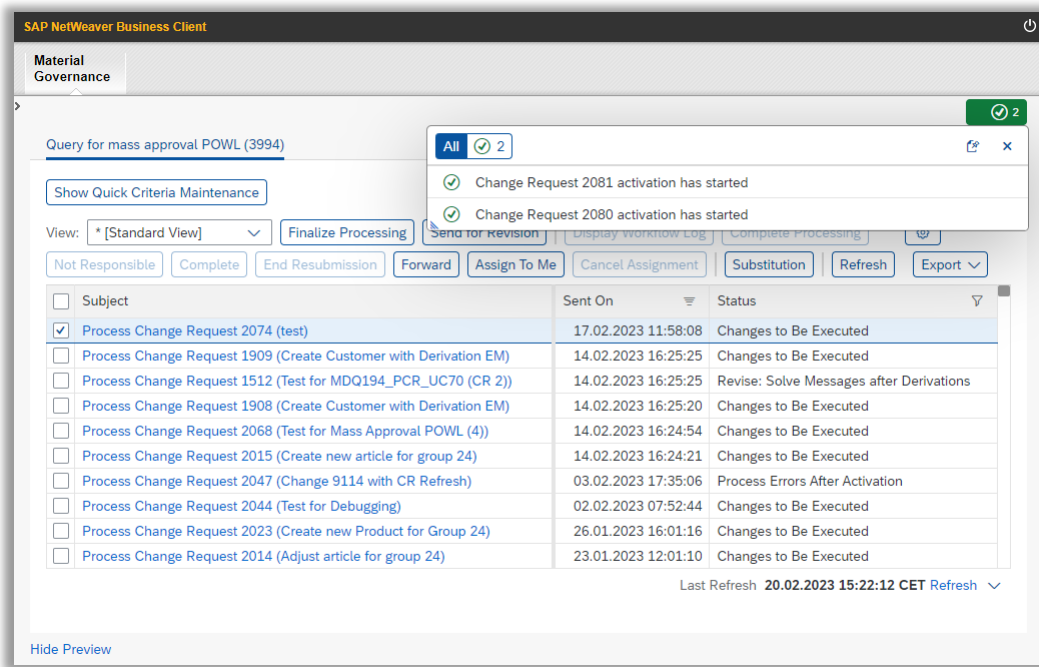 SAP NetWeaver Business Client
Material
Governance
2
Query for mass approval POWL (3994)
All 2
Change Request 2081 activation has started
Change Request 2080 activation has started
Show Quick Criteria Maintenance
View: * [Standard View] Finalize Processing Send for Revision Display Workflow Log Complete Processing
Not Responsible Complete End Resubmission Forward Assign To Me Cancel Assignment Substitution Refresh Export
Subject Sent On Status
Process Change Request 2074 (test) 17.02.2023 11:58:08 Changes to Be Executed
Process Change Request 1909 (Create Customer with Derivation EM) 14.02.2023 16:25:25 Changes to Be Executed
Process Change Request 1512 (Test for MDQ194_PCR_UC70 (CR 2)) 14.02.2023 16:25:25 Revise: Solve Messages after Derivations
Process Change Request 1908 (Create Customer with Derivation EM) 14.02.2023 16:25:20 Changes to Be Executed
Process Change Request 2068 (Test for Mass Approval POWL (4)) 14.02.2023 16:24:54 Changes to Be Executed
Process Change Request 2015 (Create new article for group 24) 14.02.2023 16:24:21 Changes to Be Executed
Process Change Request 2047 (Change 9114 with CR Refresh) 03.02.2023 17:35:06 Process Errors After Activation
Process Change Request 2044 (Test for Debugging) 02.02.2023 07:52:44 Changes to Be Executed
Process Change Request 2023 (Create new Product for Group 24) 26.01.2023 16:01:16 Changes to Be Executed
Process Change Request 2014 (Adjust article for group 24) 23.01.2023 12:01:10 Changes to Be Executed
Last Refresh 20.02.2023 15:22:12 CET Refresh
Hide Preview